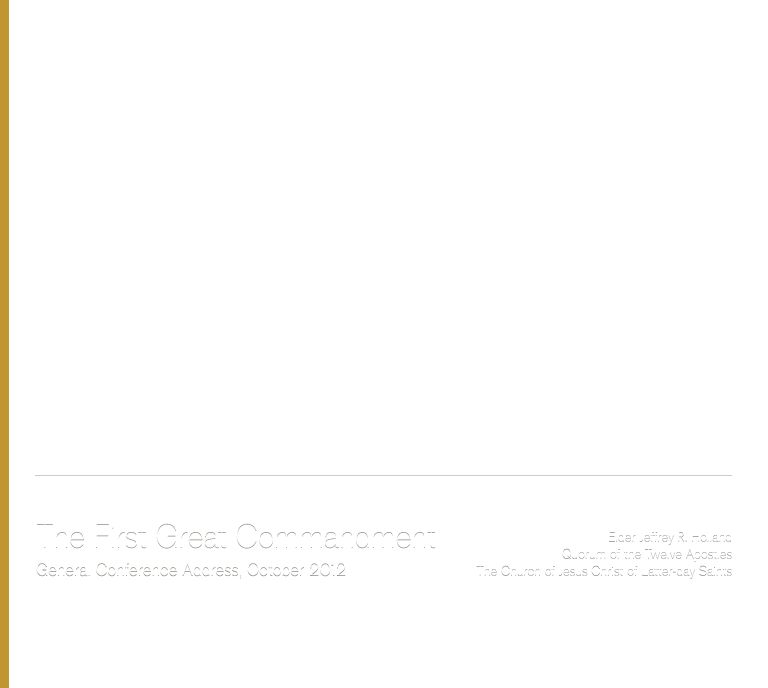 The First Great Commandment
General Conference Address, October 2012
Elder Jeffrey R. Holland
Quorum of the Twelve Apostles
The Church of Jesus Christ of Latter-day Saints